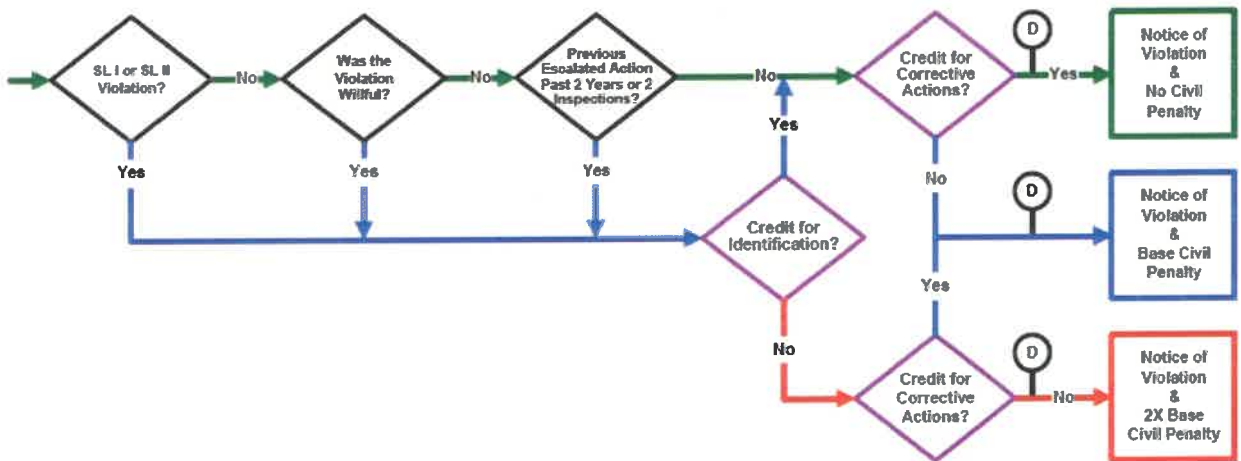 SL I or SL II
Violation?
No
Was the
Violation
Willful?
No
Previous
Escalated Action
Past 2 Years or 2
Inspections?
No
Credit for
Corrective
Actions?
D
Yes
Notice of
Violation
&
No Civil
Penalty
Yes
Yes
Yes
Yes
No
Credit for
Identification?
D
Notice of
Violation
&
Base Civil
Penalty
Yes
No
Credit for
Corrective
Actions?
D
No
Notice of
Violation
&
2X Base
Civil Penalty